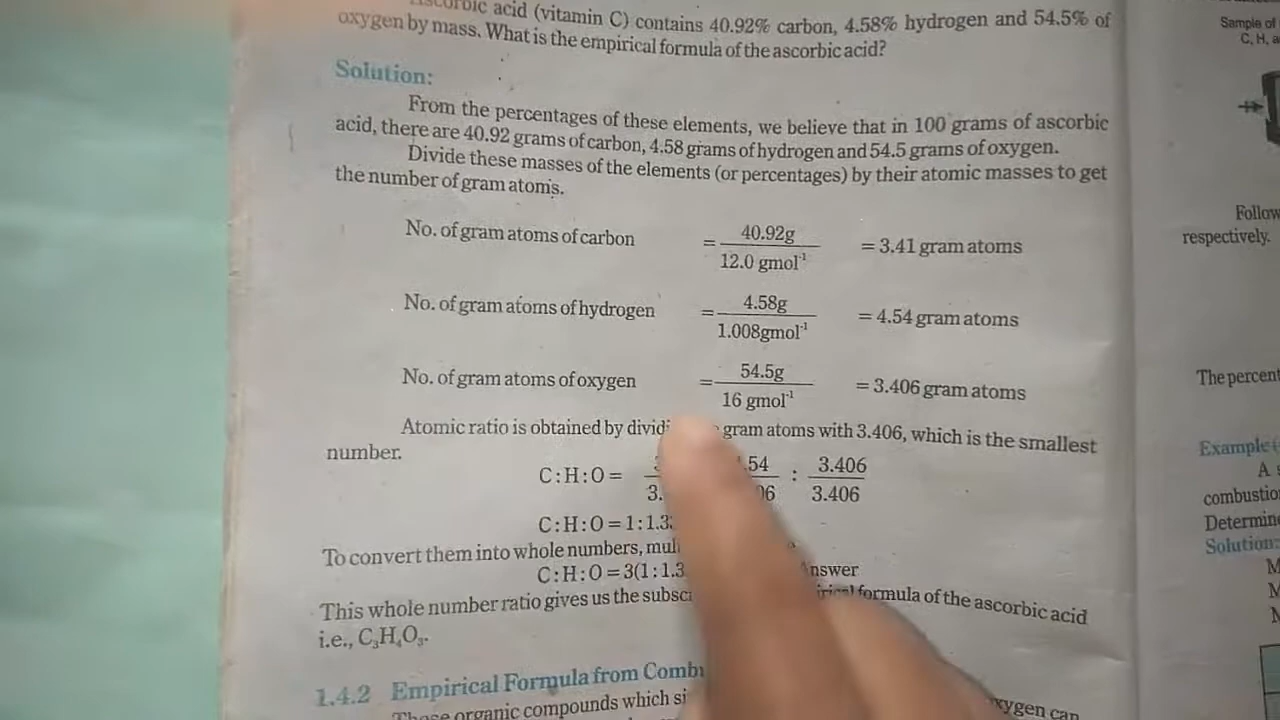 acid (vitamin C) contains 40.92% carbon, 4.58% hydrogen and 54.5% of
oxygen by mass. What is the empirical formula of the ascorbic acid?
Solution:
From the percentages of these elements, we believe that in 100 grams of ascorbic
acid, there are 40.92 grams of carbon, 4.58 grams of hydrogen and 54.5 grams of oxygen.
Divide these masses of the elements (or percentages) by their atomic masses to get
the number of gram atoms.
No. of gram atoms of carbon = 40.92g / 12.0 gmol⁻¹ = 3.41 gram atoms
No. of gram atoms of hydrogen = 4.58g / 1.008gmol⁻¹ = 4.54 gram atoms
No. of gram atoms of oxygen = 54.5g / 16 gmol⁻¹ = 3.406 gram atoms
Atomic ratio is obtained by gram atoms with 3.406, which is the smallest
number.
C:H:O = .54 : 3.406 / 3.406
C:H:O = 1:1.3
To convert them into whole numbers,
C:H:O = 3(1:1.3
This whole number ratio gives us the formula of the ascorbic acid
i.e., C₃H₄O₃.
1.4.2 Empirical Formula from
organic compounds which can
Sample of
C, H,
Follow
respectively.
The percent
Example
A
combustio
Determine
Solution:
M
M
M